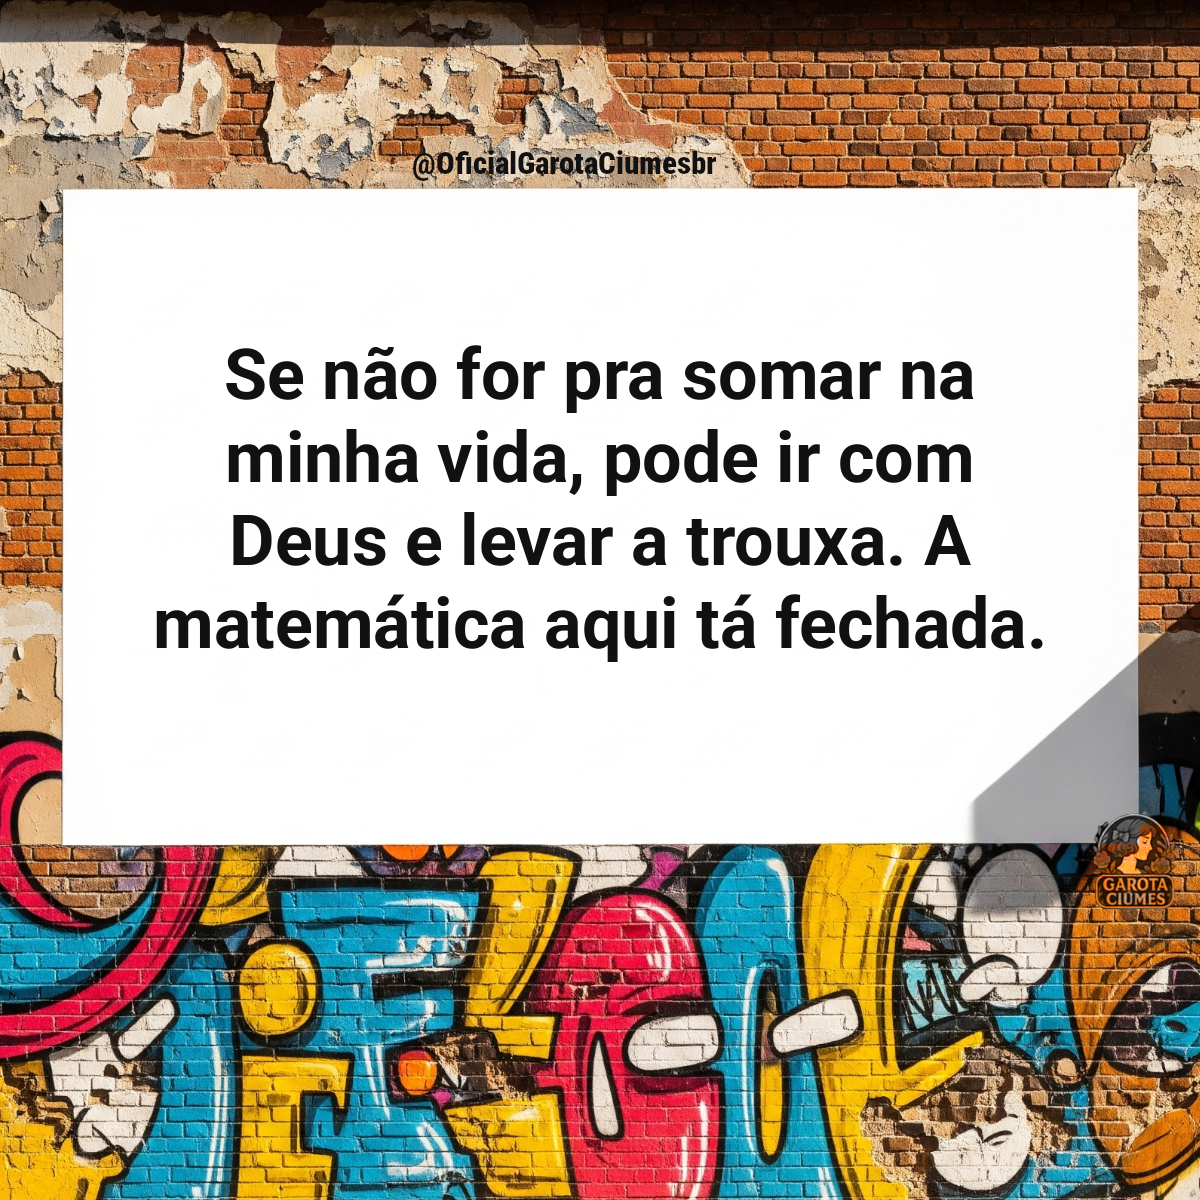 @OficialGarotaCiumesbr
Se não for pra somar na
minha vida, pode ir com
Deus e levar a trouxa. A
matemática aqui tá fechada.
GAROTA
CIUMES